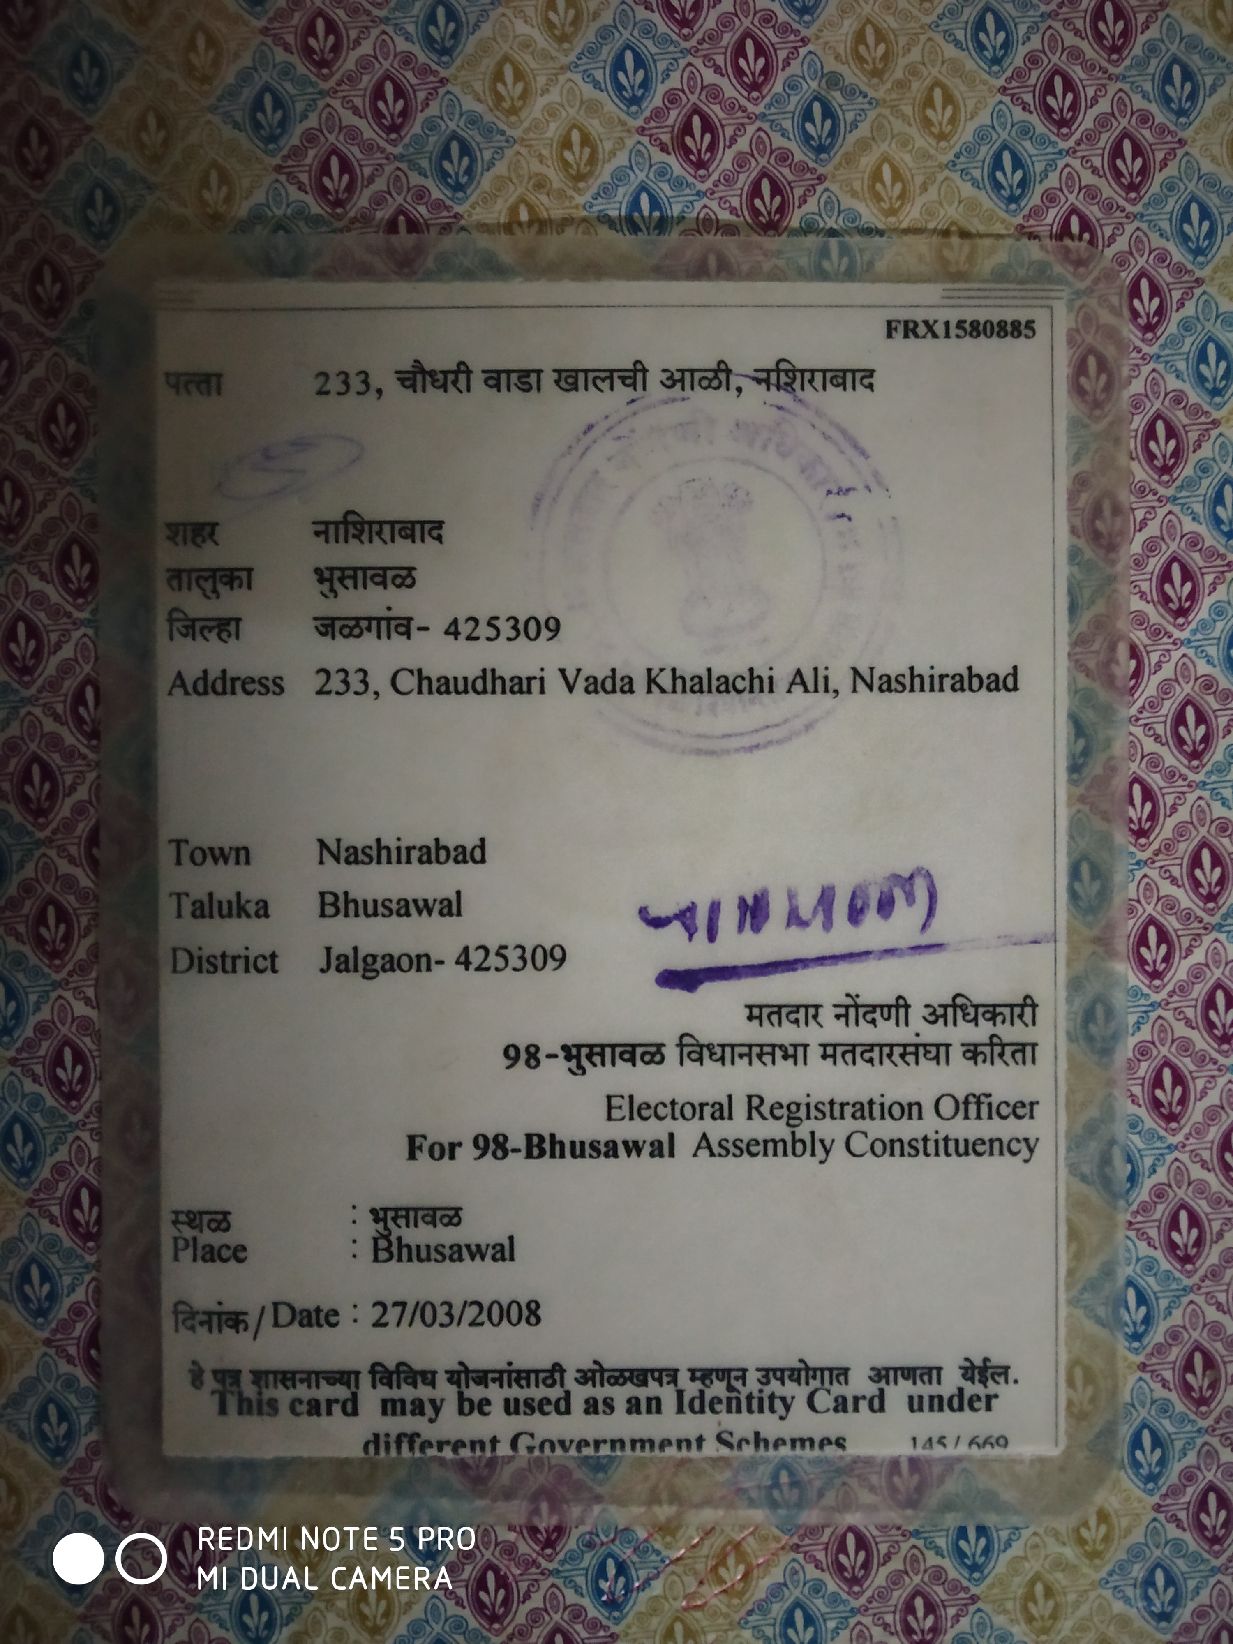 FRX1580885
पत्ता 233, चौधरी वाडा खालची आळी, नशिराबाद
शहर नाशिराबाद
तालुका भुसावळ
जिल्हा जळगांव- 425309
Address 233, Chaudhari Vada Khalachi Ali, Nashirabad
Town Nashirabad
Taluka Bhusawal
District Jalgaon- 425309
मतदार नोंदणी अधिकारी
98-भुसावळ विधानसभा मतदारसंघा करिता
Electoral Registration Officer
For 98-Bhusawal Assembly Constituency
स्थळ : भुसावळ
Place : Bhusawal
दिनांक/Date : 27/03/2008
हे पत्र शासनाच्या विविध योजनांसाठी ओळखपत्र म्हणून उपयोगात आणता येईल.
This card may be used as an Identity Card under
different Government Schemes 145/669
REDMI NOTE 5 PRO
MI DUAL CAMERA